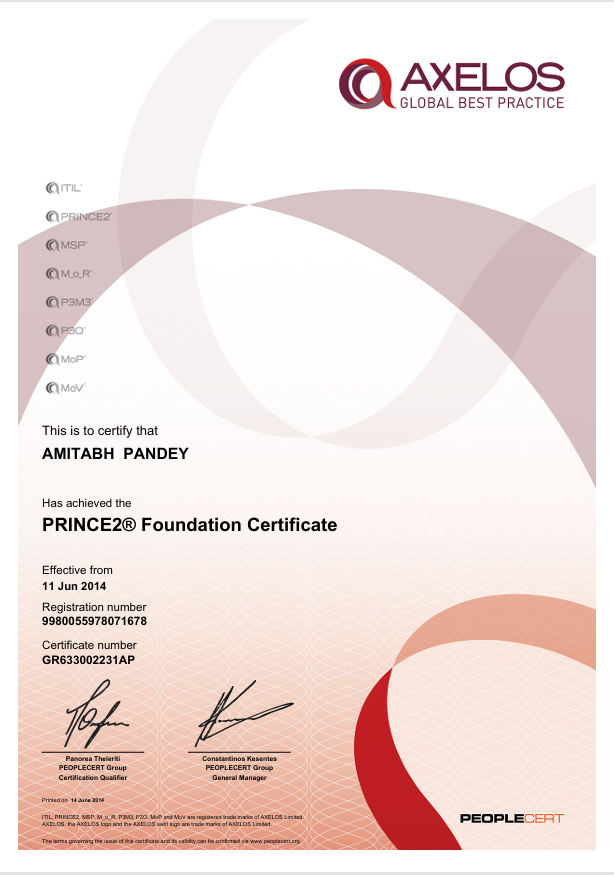 AXELOS
GLOBAL BEST PRACTICE
ITIL®
PRINCE2®
MSP®
M_o_R®
P3M3®
P3O®
MoP®
MoV®
This is to certify that
AMITABH PANDEY
Has achieved the
PRINCE2® Foundation Certificate
Effective from
11 Jun 2014
Registration number
9980055978071678
Certificate number
GR633002231AP
Panorea Theleriti
PEOPLECERT Group
Certification Qualifier
Constantinos Kesentes
PEOPLECERT Group
General Manager
Printed on 14 June 2014
ITIL, PRINCE2, MSP, M_o_R, P3M3, P3O, MoP and MoV are registered trade marks of AXELOS Limited.
AXELOS, the AXELOS logo and the AXELOS swirl logo are trade marks of AXELOS Limited.
The terms governing the issue of this certificate and its validity can be confirmed via www.peoplecert.org.
PEOPLECERT